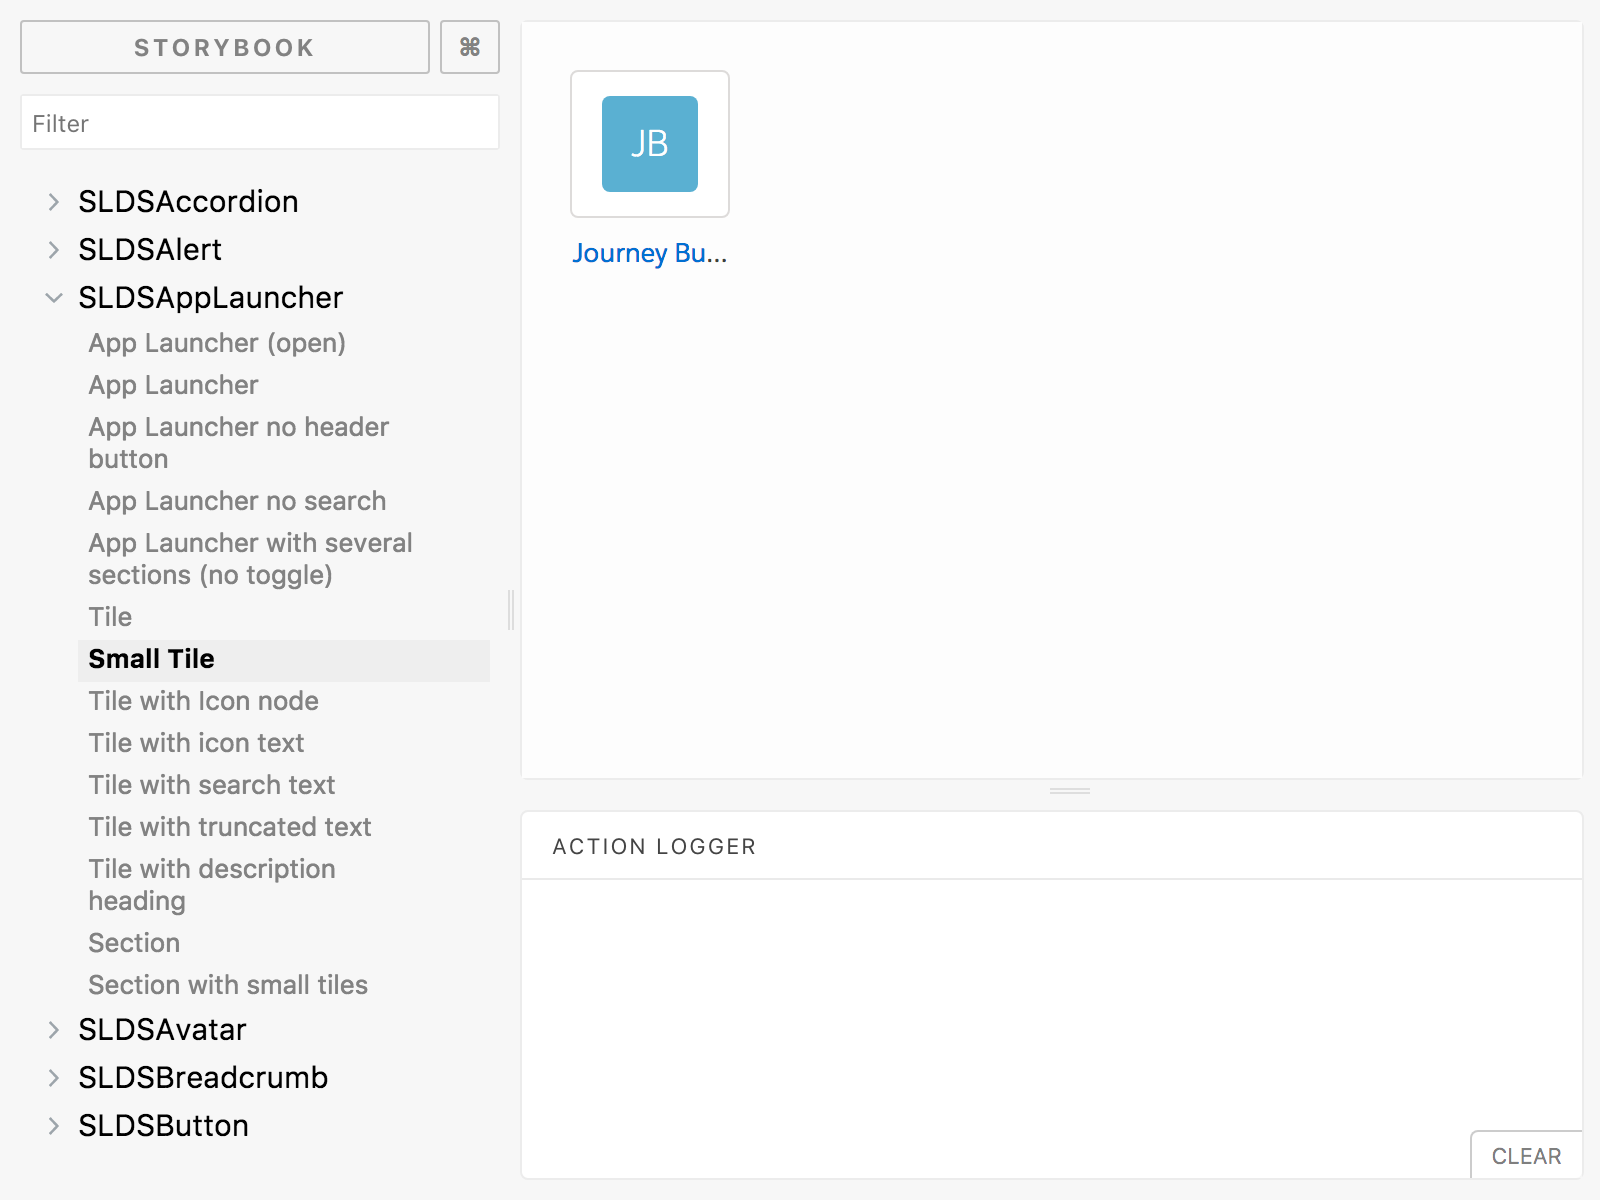 STORYBOOK
⌘
Filter
SLDSAccordion
SLDSAlert
SLDSAppLauncher
App Launcher (open)
App Launcher
App Launcher no header
button
App Launcher no search
App Launcher with several
sections (no toggle)
Tile
Small Tile
Tile with Icon node
Tile with icon text
Tile with search text
Tile with truncated text
Tile with description
heading
Section
Section with small tiles
SLDSAvatar
SLDSBreadcrumb
SLDSButton
JB
Journey Bu...
ACTION LOGGER
CLEAR